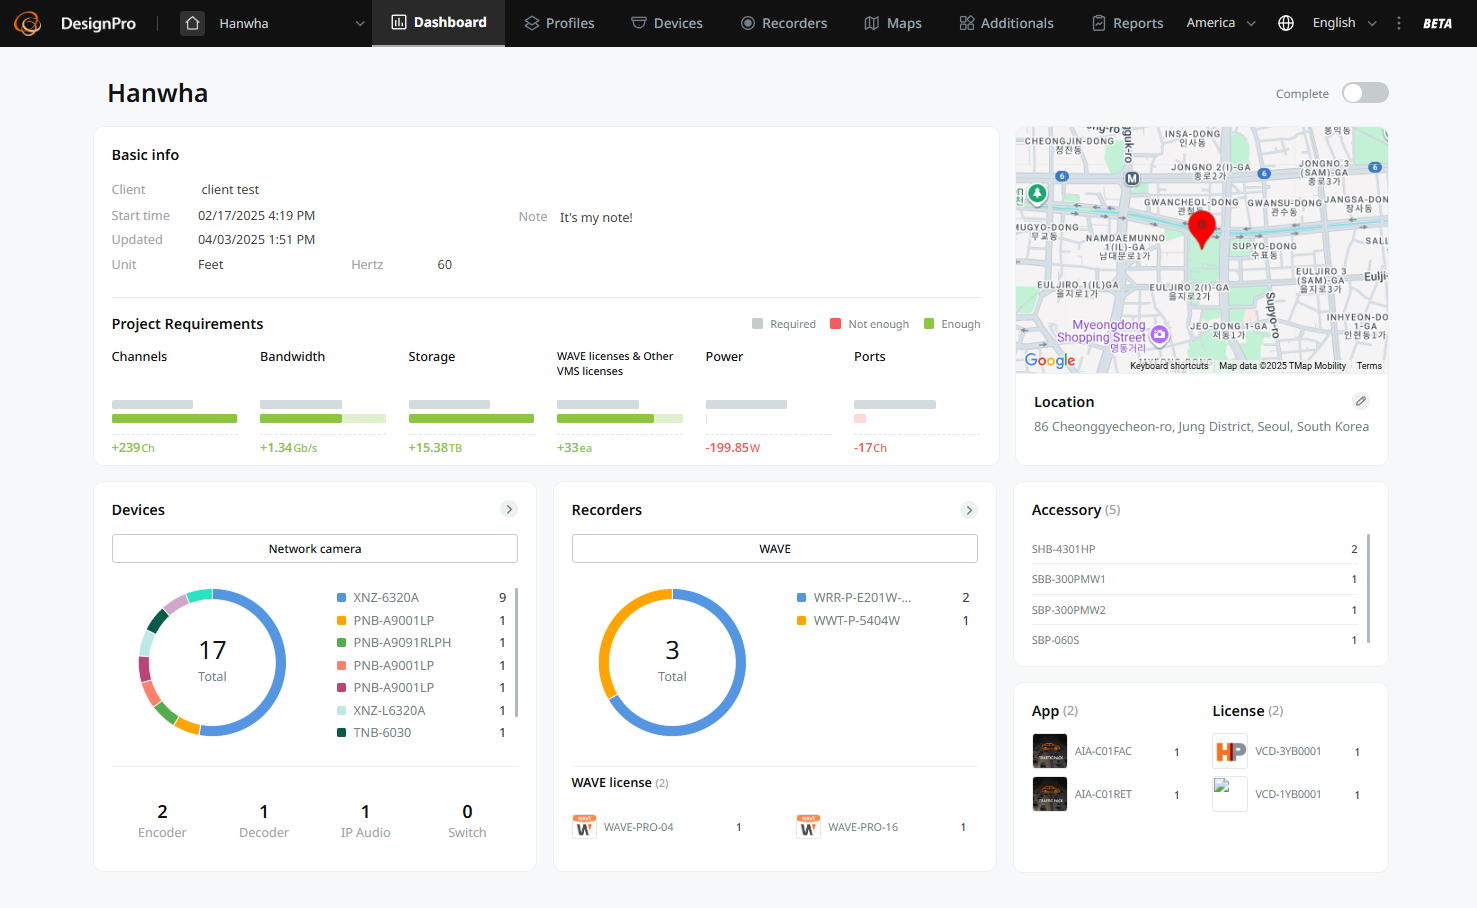 DesignPro
Hanwha
Dashboard
Profiles
Devices
Recorders
Maps
Additionals
Reports
America
English
BETA
Hanwha
Complete
Basic info
Client
client test
Start time
02/17/2025 4:19 PM
Note
It's my note!
Updated
04/03/2025 1:51 PM
Unit
Feet
Hertz
60
Project Requirements
Required
Not enough
Enough
Channels
Bandwidth
Storage
WAVE licenses & Other
VMS licenses
Power
Ports
+239Ch
+1.34Gb/s
+15.38TB
+33ea
-199.85W
-17Ch
INSA-DONG
인사동
CHEONGJIN-DONG
청진동
JONGNO 2(I)-GA
종로2가
JONGNO 3
(SAM)-GA
종로3가
6
6
6
M
GWANCHEOL-DONG
관철동
GWANSU-DONG
관수동
JANGSA-DONG
장사동
MUGYO-DONG
무교동
NAMDAEMUNNO
1(IL)-GA
남대문로1가
SUPYO-DONG
수표동
EULJIRO 3
(SAM)-GA
을지로3가
EULJIRO 1(IL)GA
을지로1가
EULJIRO 2(I)-GA
을지로2가
Supyo-ro
JEO-DONG 1-GA
저동1가
INHYEON-DO
1-GA
인현동1가
Myeongdong
Shopping Street
명동거리
Google
Keyboard shortcuts
Map data ©2025 TMap Mobility
Terms
Location
86 Cheonggyecheon-ro, Jung District, Seoul, South Korea
Devices
Network camera
17
Total
XNZ-6320A 9
PNB-A9001LP 1
PNB-A9091RLPH 1
PNB-A9001LP 1
PNB-A9001LP 1
XNZ-L6320A 1
TNB-6030 1
2
Encoder
1
Decoder
1
IP Audio
0
Switch
Recorders
WAVE
3
Total
WRR-P-E201W-... 2
WWT-P-5404W 1
WAVE license (2)
WAVE-PRO-04 1
WAVE-PRO-16 1
Accessory (5)
SHB-4301HP 2
SBB-300PMW1 1
SBP-300PMW2 1
SBP-060S 1
App (2)
AIA-C01FAC 1
AIA-C01RET 1
License (2)
VCD-3YB0001 1
VCD-1YB0001 1